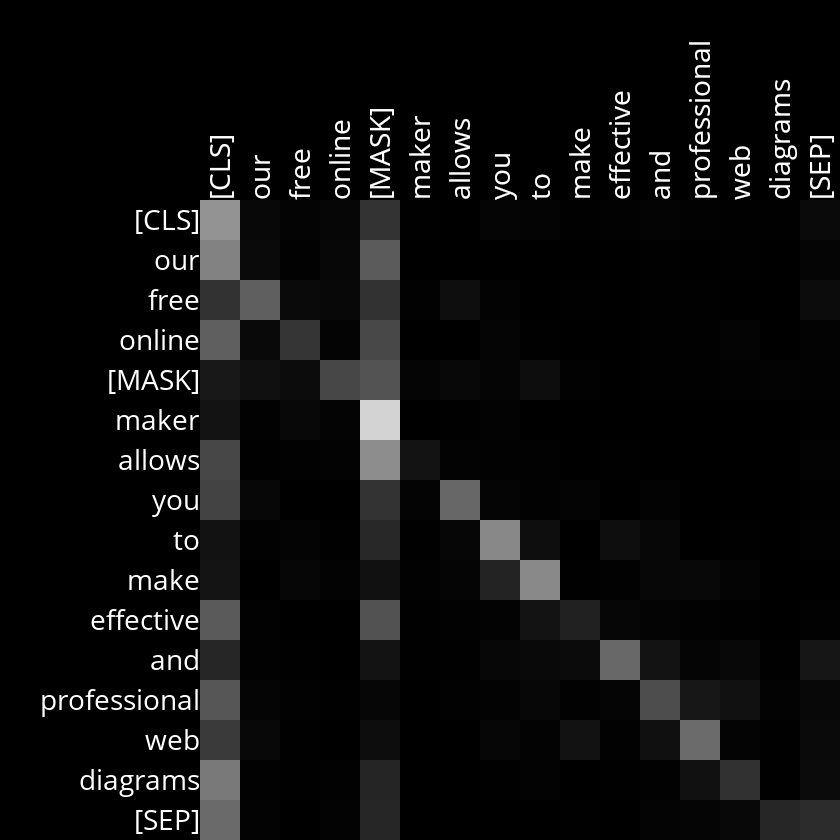 [CLS] our free online [MASK] maker allows you to make effective and professional web diagrams [SEP]
[CLS]
our
free
online
[MASK]
maker
allows
you
to
make
effective
and
professional
web
diagrams
[SEP]